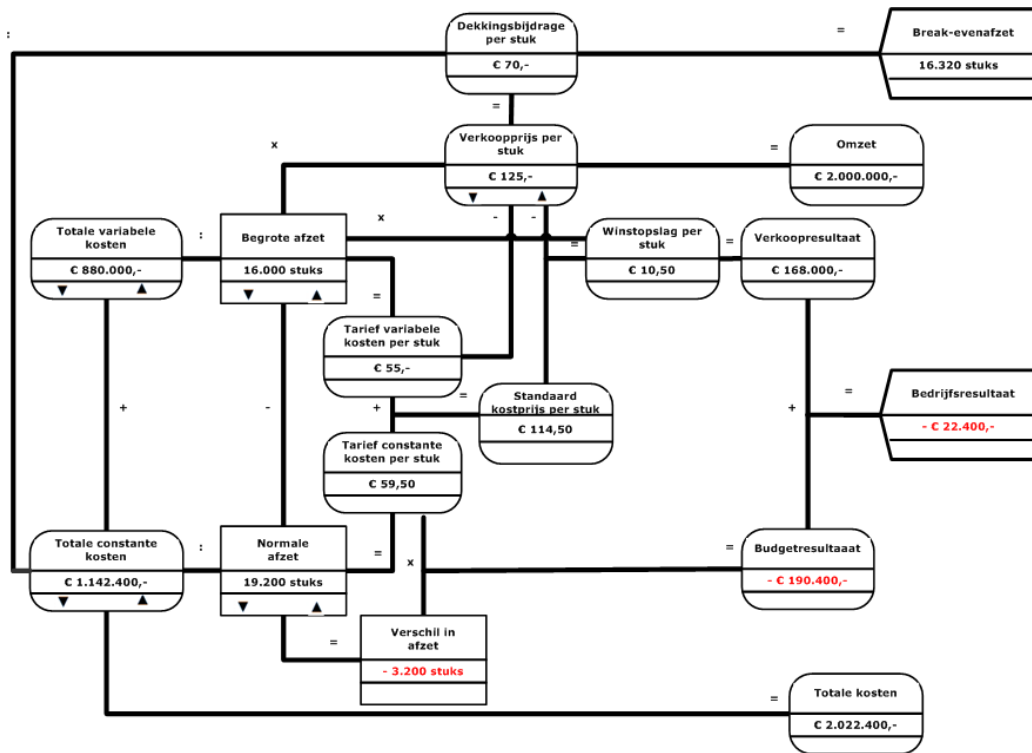 :
Dekkingsbijdrage
per stuk
€ 70,-
=
Break-evenafzet
16.320 stuks
=
x
Verkoopprijs per
stuk
€ 125,-
=
Omzet
€ 2.000.000,-
Totale variabele
kosten
€ 880.000,-
:
Begrote afzet
16.000 stuks
x
-
-
=
Winstopslag per
stuk
€ 10,50
=
Verkoopresultaat
€ 168.000,-
=
Tarief variabele
kosten per stuk
€ 55,-
+
-
+
=
Standaard
kostprijs per stuk
€ 114,50
+
=
Bedrijfsresultaat
- € 22.400,-
Tarief constante
kosten per stuk
€ 59,50
Totale constante
kosten
€ 1.142.400,-
:
Normale
afzet
19.200 stuks
=
x
=
Budgetresultaaat
- € 190.400,-
=
Verschil in
afzet
- 3.200 stuks
=
Totale kosten
€ 2.022.400,-